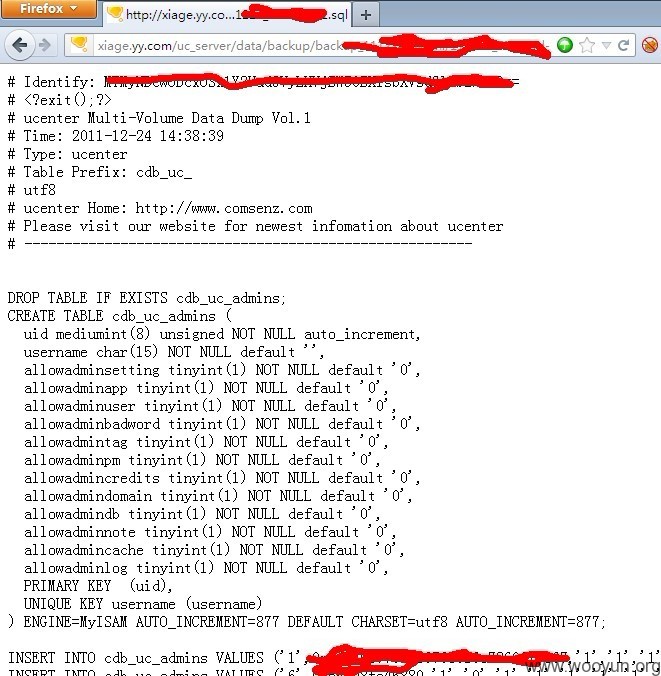 Firefox
http://xiage.yy.co...1 .sql
xiage.yy.com/uc_server/data/backup/back
# Identify:
# <?exit();?>
# ucenter Multi-Volume Data Dump Vol.1
# Time: 2011-12-24 14:38:39
# Type: ucenter
# Table Prefix: cdb_uc_
# utf8
# ucenter Home: http://www.comsenz.com
# Please visit our website for newest infomation about ucenter
# --------------------------------------------------------
DROP TABLE IF EXISTS cdb_uc_admins;
CREATE TABLE cdb_uc_admins (
uid mediumint(8) unsigned NOT NULL auto_increment,
username char(15) NOT NULL default '',
allowadminsetting tinyint(1) NOT NULL default '0',
allowadminapp tinyint(1) NOT NULL default '0',
allowadminuser tinyint(1) NOT NULL default '0',
allowadminbadword tinyint(1) NOT NULL default '0',
allowadmintag tinyint(1) NOT NULL default '0',
allowadminpm tinyint(1) NOT NULL default '0',
allowadmincredits tinyint(1) NOT NULL default '0',
allowadmindomain tinyint(1) NOT NULL default '0',
allowadmindb tinyint(1) NOT NULL default '0',
allowadminnote tinyint(1) NOT NULL default '0',
allowadmincache tinyint(1) NOT NULL default '0',
allowadminlog tinyint(1) NOT NULL default '0',
PRIMARY KEY (uid),
UNIQUE KEY username (username)
) ENGINE=MyISAM AUTO_INCREMENT=877 DEFAULT CHARSET=utf8 AUTO_INCREMENT=877;
INSERT INTO cdb_uc_admins VALUES ('1', ,'1','1','1'
INSERT INTO cdb_uc_admins VALUES
www.wooyun.org